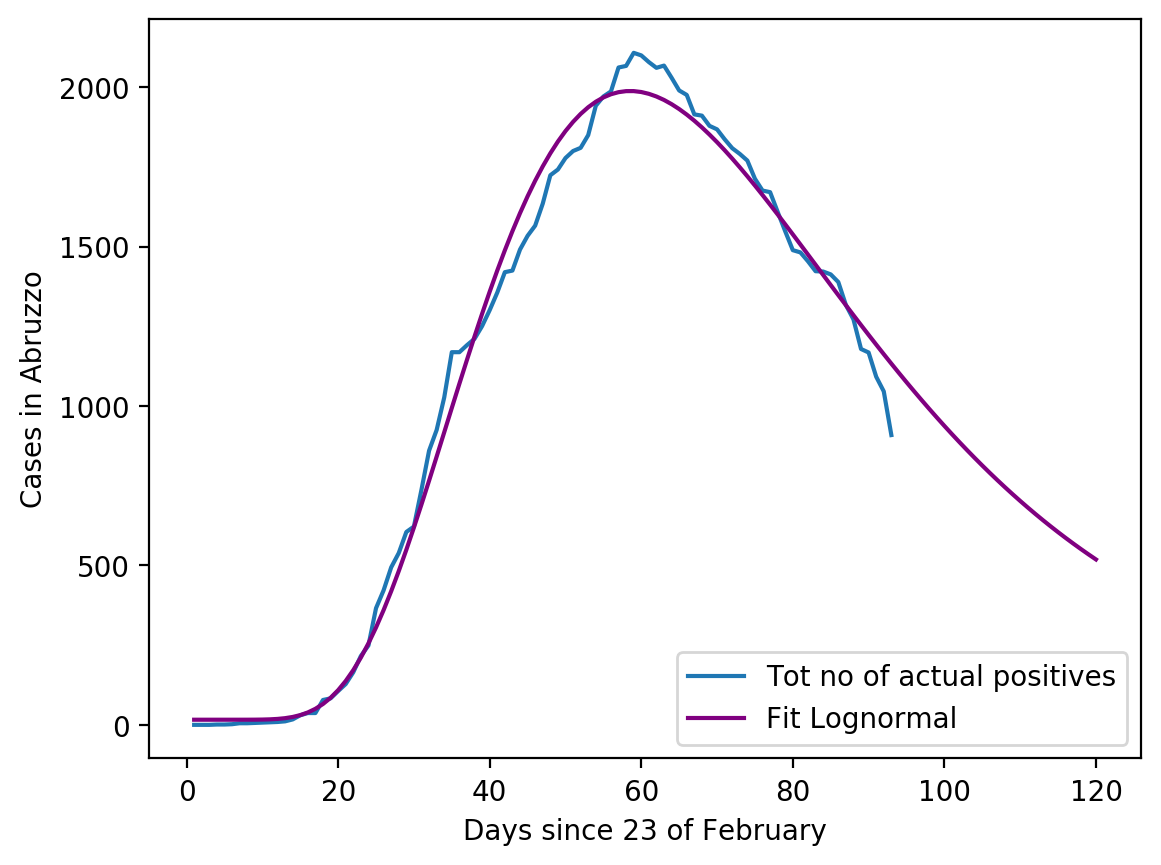 Cases in Abruzzo
2000
1500
1000
500
0
0 20 40 60 80 100 120
Days since 23 of February
Tot no of actual positives
Fit Lognormal